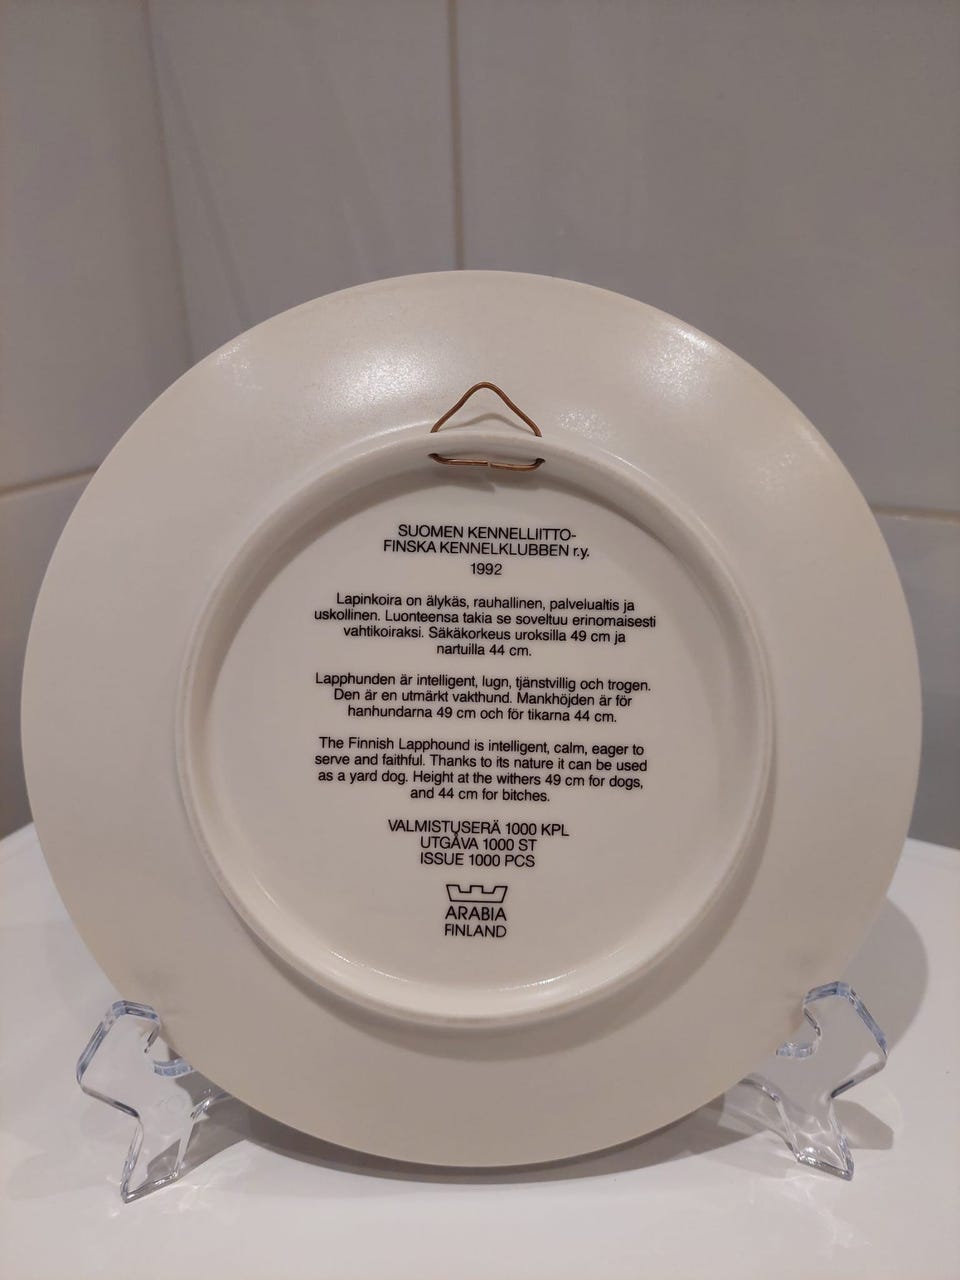 SUOMEN KENNELLIITTO-
FINSKA KENNELKLUBBEN r.y.
1992
Lapinkoira on älykäs, rauhallinen, palvelualtis ja
uskollinen. Luonteensa takia se soveltuu erinomaisesti
vahtikoiraksi. Säkäkorkeus uroksilla 49 cm ja
nartuilla 44 cm.
Lapphunden är intelligent, lugn, tjänstvillig och trogen.
Den är en utmärkt vakthund. Mankhöjden är för
hanhundarna 49 cm och för tikarna 44 cm.
The Finnish Lapphound is intelligent, calm, eager to
serve and faithful. Thanks to its nature it can be used
as a yard dog. Height at the withers 49 cm for dogs,
and 44 cm for bitches.
VALMISTUSERÄ 1000 KPL
UTGÅVA 1000 ST
ISSUE 1000 PCS
ARABIA
FINLAND